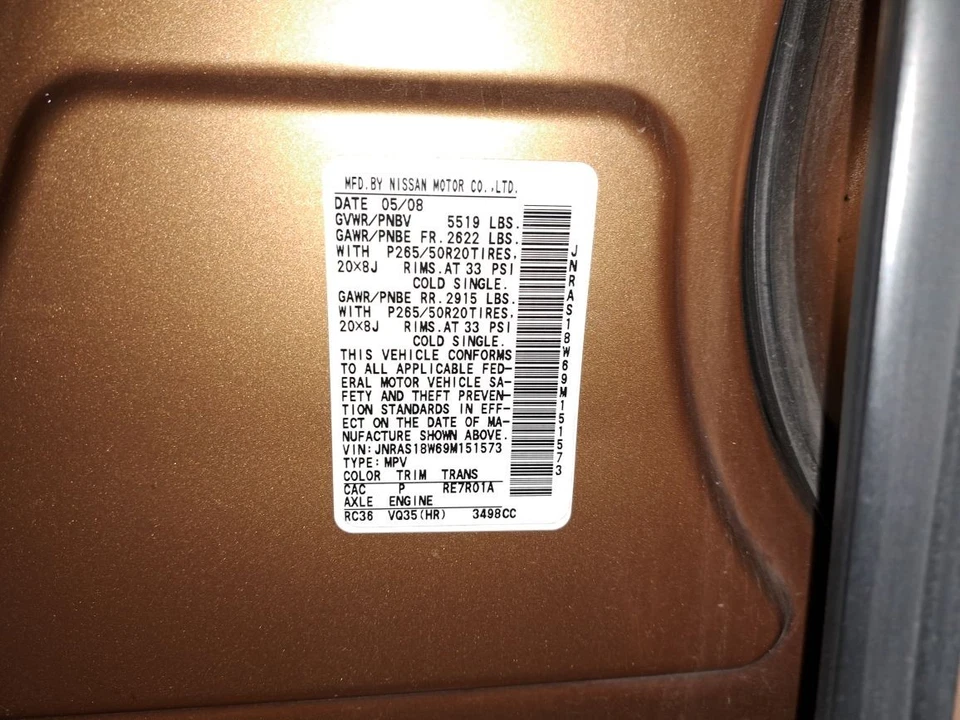 MFD.BY NISSAN MOTOR CO.,LTD.
DATE 05/08
GVWR/PNBV 5519 LBS.
GAWR/PNBE FR.2622 LBS.
WITH P265/50R20TIRES,
20×8J RIMS.AT 33 PSI
COLD SINGLE.
GAWR/PNBE RR.2915 LBS.
WITH P265/50R20TIRES,
20×8J RIMS.AT 33 PSI
COLD SINGLE.
THIS VEHICLE CONFORMS
TO ALL APPLICABLE FED-
ERAL MOTOR VEHICLE SA-
FETY AND THEFT PREVEN-
TION STANDARDS IN EFF-
ECT ON THE DATE OF MA-
NUFACTURE SHOWN ABOVE.
VIN:JNRAS18W69M151573
TYPE:MPV
COLOR TRIM TRANS
CAC P RE7R01A
AXLE ENGINE
RC36 VQ35(HR) 3498CC
JNRAS18W69M151573